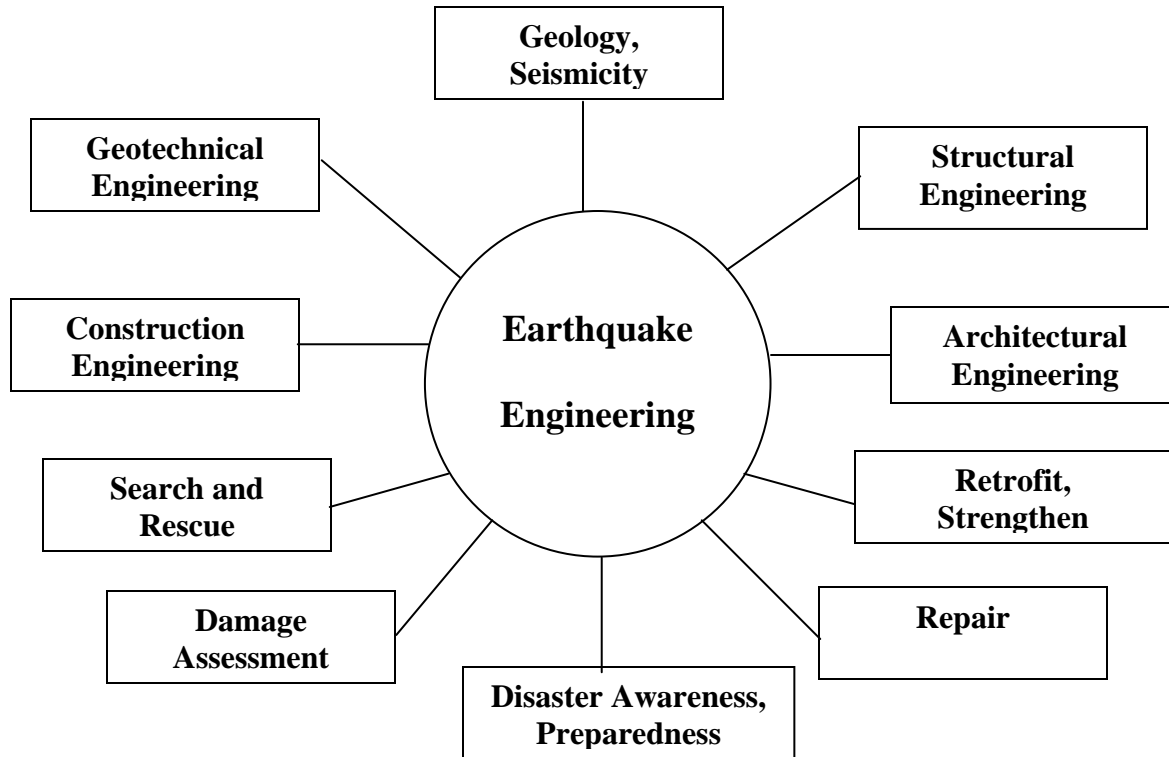 Geology,
Seismicity
Geotechnical
Engineering
Structural
Engineering
Construction
Engineering
Earthquake
Engineering
Architectural
Engineering
Search and
Rescue
Retrofit,
Strengthen
Damage
Assessment
Repair
Disaster Awareness,
Preparedness